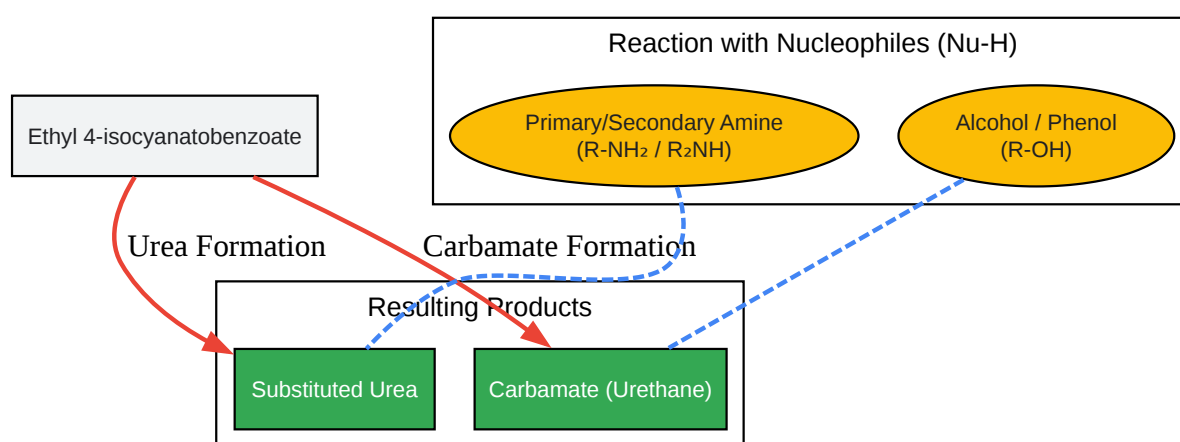 Reaction with Nucleophiles (Nu-H)
Ethyl 4-isocyanatobenzoate
Primary/Secondary Amine
(R-NH₂ / R₂NH)
Alcohol / Phenol
(R-OH)
Urea Formation
Carbamate Formation
Resulting Products
Substituted Urea
Carbamate (Urethane)